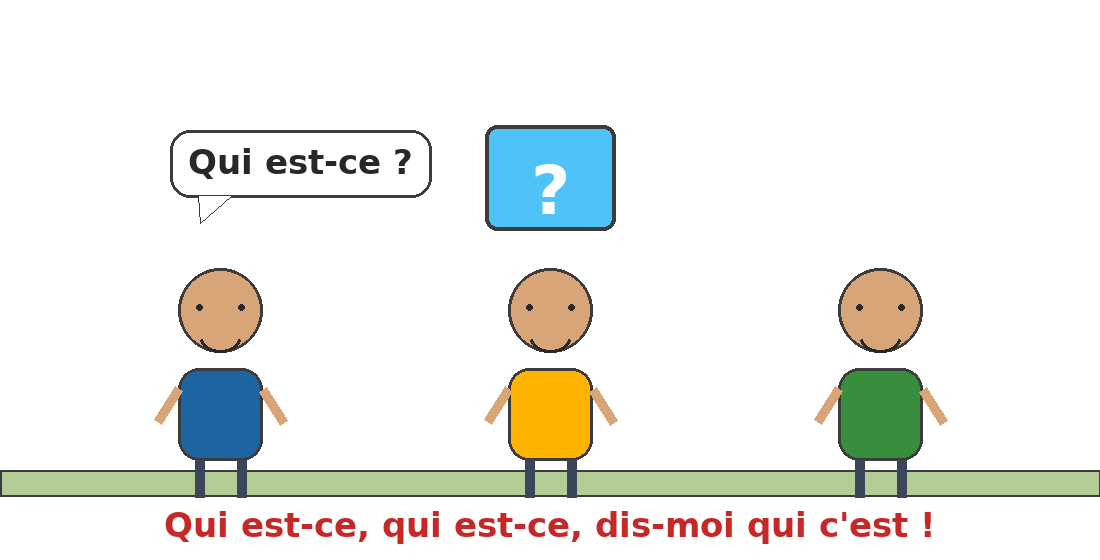 Qui est-ce ?
?
Qui est-ce, qui est-ce, dis-moi qui c'est !